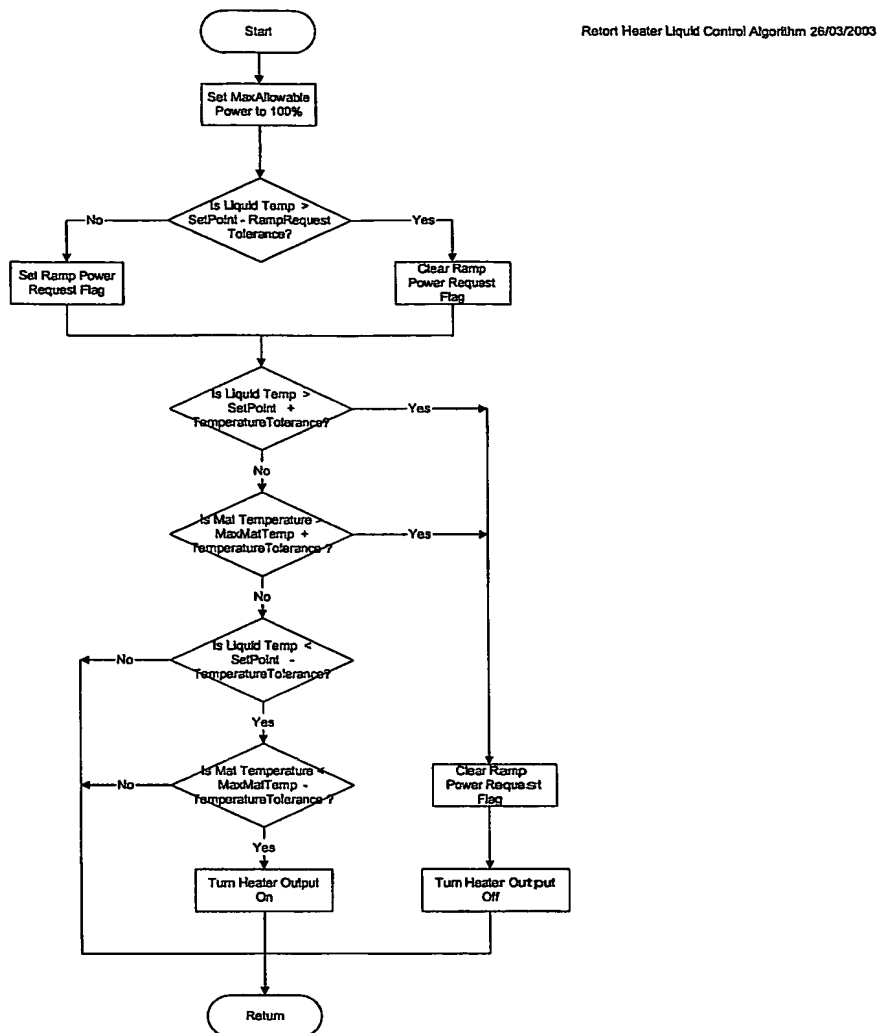 Start
Retort Heater Liquid Control Algorithm 26/03/2003
Set MaxAllowable
Power to 100%
Is Liquid Temp >
SetPoint - RampRequest
Tolerance?
No
Yes
Set Ramp Power
Request Flag
Clear Ramp
Power Request
Flag
Is Liquid Temp >
SetPoint +
TemperatureTolerance?
Yes
No
Is Mat Temperature >
MaxMatTemp +
TemperatureTolerance ?
Yes
No
Is Liquid Temp <
SetPoint -
TemperatureTolerance?
No
Yes
Is Mat Temperature <
MaxMatTemp -
TemperatureTolerance ?
No
Yes
Clear Ramp
Power Request
Flag
Turn Heater Output
On
Turn Heater Output
Off
Return